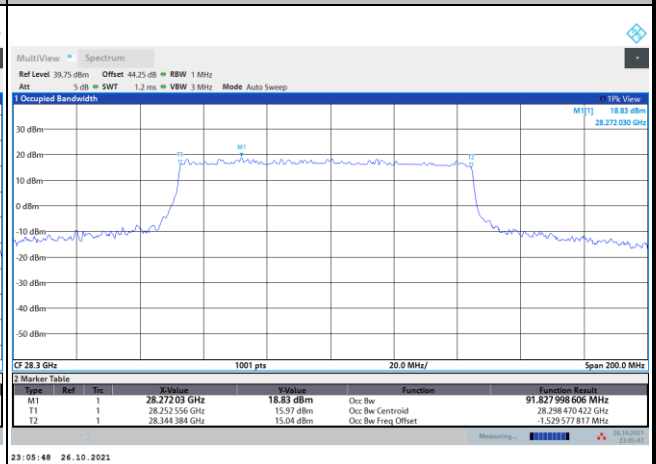 MultiView Spectrum
Ref Level 39.75 dBm Offset 44.25 dB RBW 1 MHz
Att 5 dB SWT 1.2 ms VBW 3 MHz Mode Auto Sweep
1 Occupied Bandwidth 1Pk View
M1[1] 18.83 dBm
28.272 030 GHz
30 dBm
20 dBm
T1 M1 T2
10 dBm
0 dBm
-10 dBm
-20 dBm
-30 dBm
-40 dBm
-50 dBm
CF 28.3 GHz 1001 pts 20.0 MHz/ Span 200.0 MHz
2 Marker Table
Type Ref Trc X-Value Y-Value Function Function Result
M1 1 28.27203 GHz 18.83 dBm Occ Bw 91.827 998 606 MHz
T1 1 28.252 556 GHz 15.97 dBm Occ Bw Centroid 28.298 470 422 GHz
T2 1 28.344 384 GHz 15.04 dBm Occ Bw Freq Offset -1.529 577 817 MHz
Measuring... 26.10.2021
23:05:47
23:05:48 26.10.2021